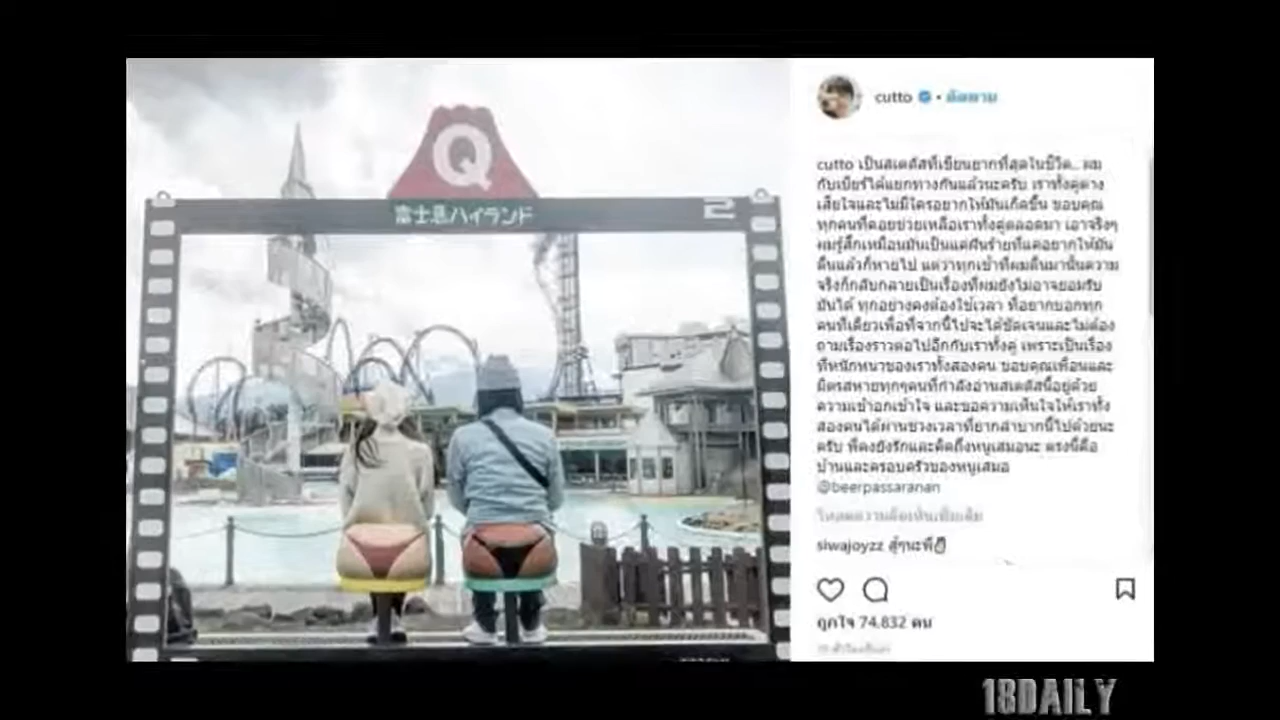 Q
富士急ハイランド
2
cutto • ติดตาม
cutto เป็นสเตตัสที่เขียนยากที่สุดในชีวิต.. ผม
กับเบียร์ได้แยกทางกันแล้วนะครับ เราทั้งคู่ต่าง
เสียใจและไม่มีใครอยากให้มันเกิดขึ้น ขอบคุณ
ทุกคนที่คอยช่วยเหลือเราทั้งคู่ตลอดมา เอาจริงๆ
ผมรู้สึกเหมือนมันเป็นแค่ฝันร้ายที่แค่อยากให้มัน
ตื่นแล้วก็หายไป แต่ว่าทุกเช้าที่ผมตื่นมานั้นความ
จริงก็กลับกลายเป็นเรื่องที่ผมยังไม่อาจยอมรับ
มันได้ ทุกอย่างคงต้องใช้เวลา ที่อยากบอกทุก
คนทีเดียวเพื่อที่จากนี้ไปจะได้ชัดเจนและไม่ต้อง
ถามเรื่องราวต่อไปอีกกับเราทั้งคู่ เพราะเป็นเรื่อง
ที่หนักหนาของเราทั้งสองคน ขอบคุณเพื่อนและ
มิตรสหายทุกๆคนที่กำลังอ่านสเตตัสนี้อยู่ด้วย
ความเข้าอกเข้าใจ และขอความเห็นใจให้เราทั้ง
สองคนได้ผ่านช่วงเวลาที่ยากลำบากนี้ไปด้วยนะ
ครับ พี่คงยังรักและคิดถึงหนูเสมอนะ ตรงนี้คือ
บ้านและครอบครัวของหนูเสมอ
@beerpassaranan
โหลดความคิดเห็นเพิ่มเติม
siwajoyzz สู้ๆนะพี่
ถูกใจ 74,832 คน
18DAILY